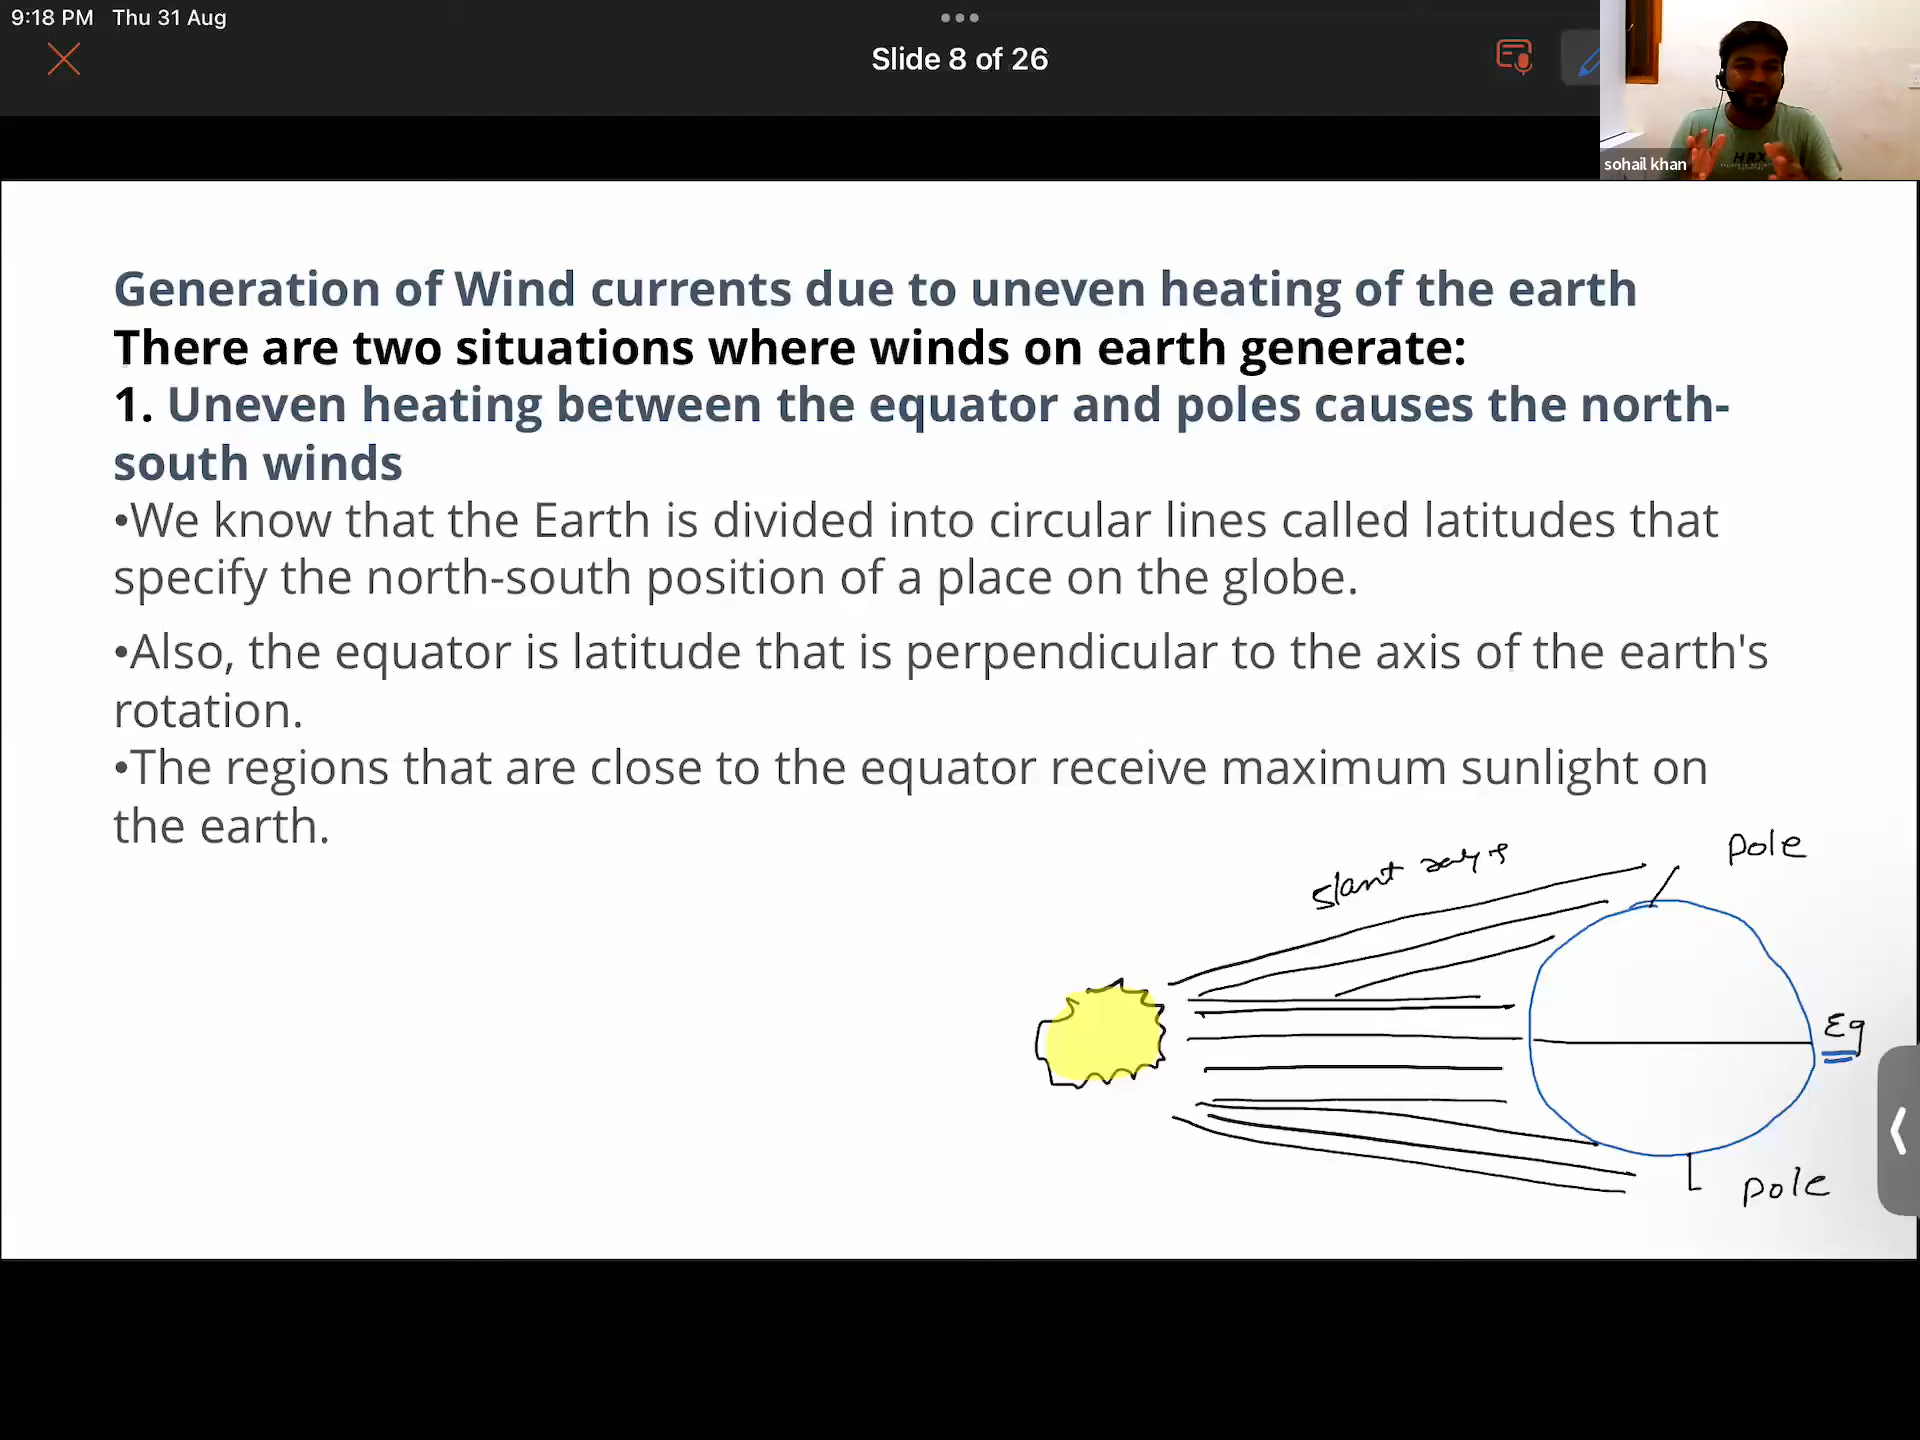 9:18 PM Thu 31 Aug
Slide 8 of 26
sohail khan
HRX
Generation of Wind currents due to uneven heating of the earth
There are two situations where winds on earth generate:
1. Uneven heating between the equator and poles causes the north-
south winds
•We know that the Earth is divided into circular lines called latitudes that
specify the north-south position of a place on the globe.
•Also, the equator is latitude that is perpendicular to the axis of the earth's
rotation.
•The regions that are close to the equator receive maximum sunlight on
the earth.
slant rays
pole
Eq
pole